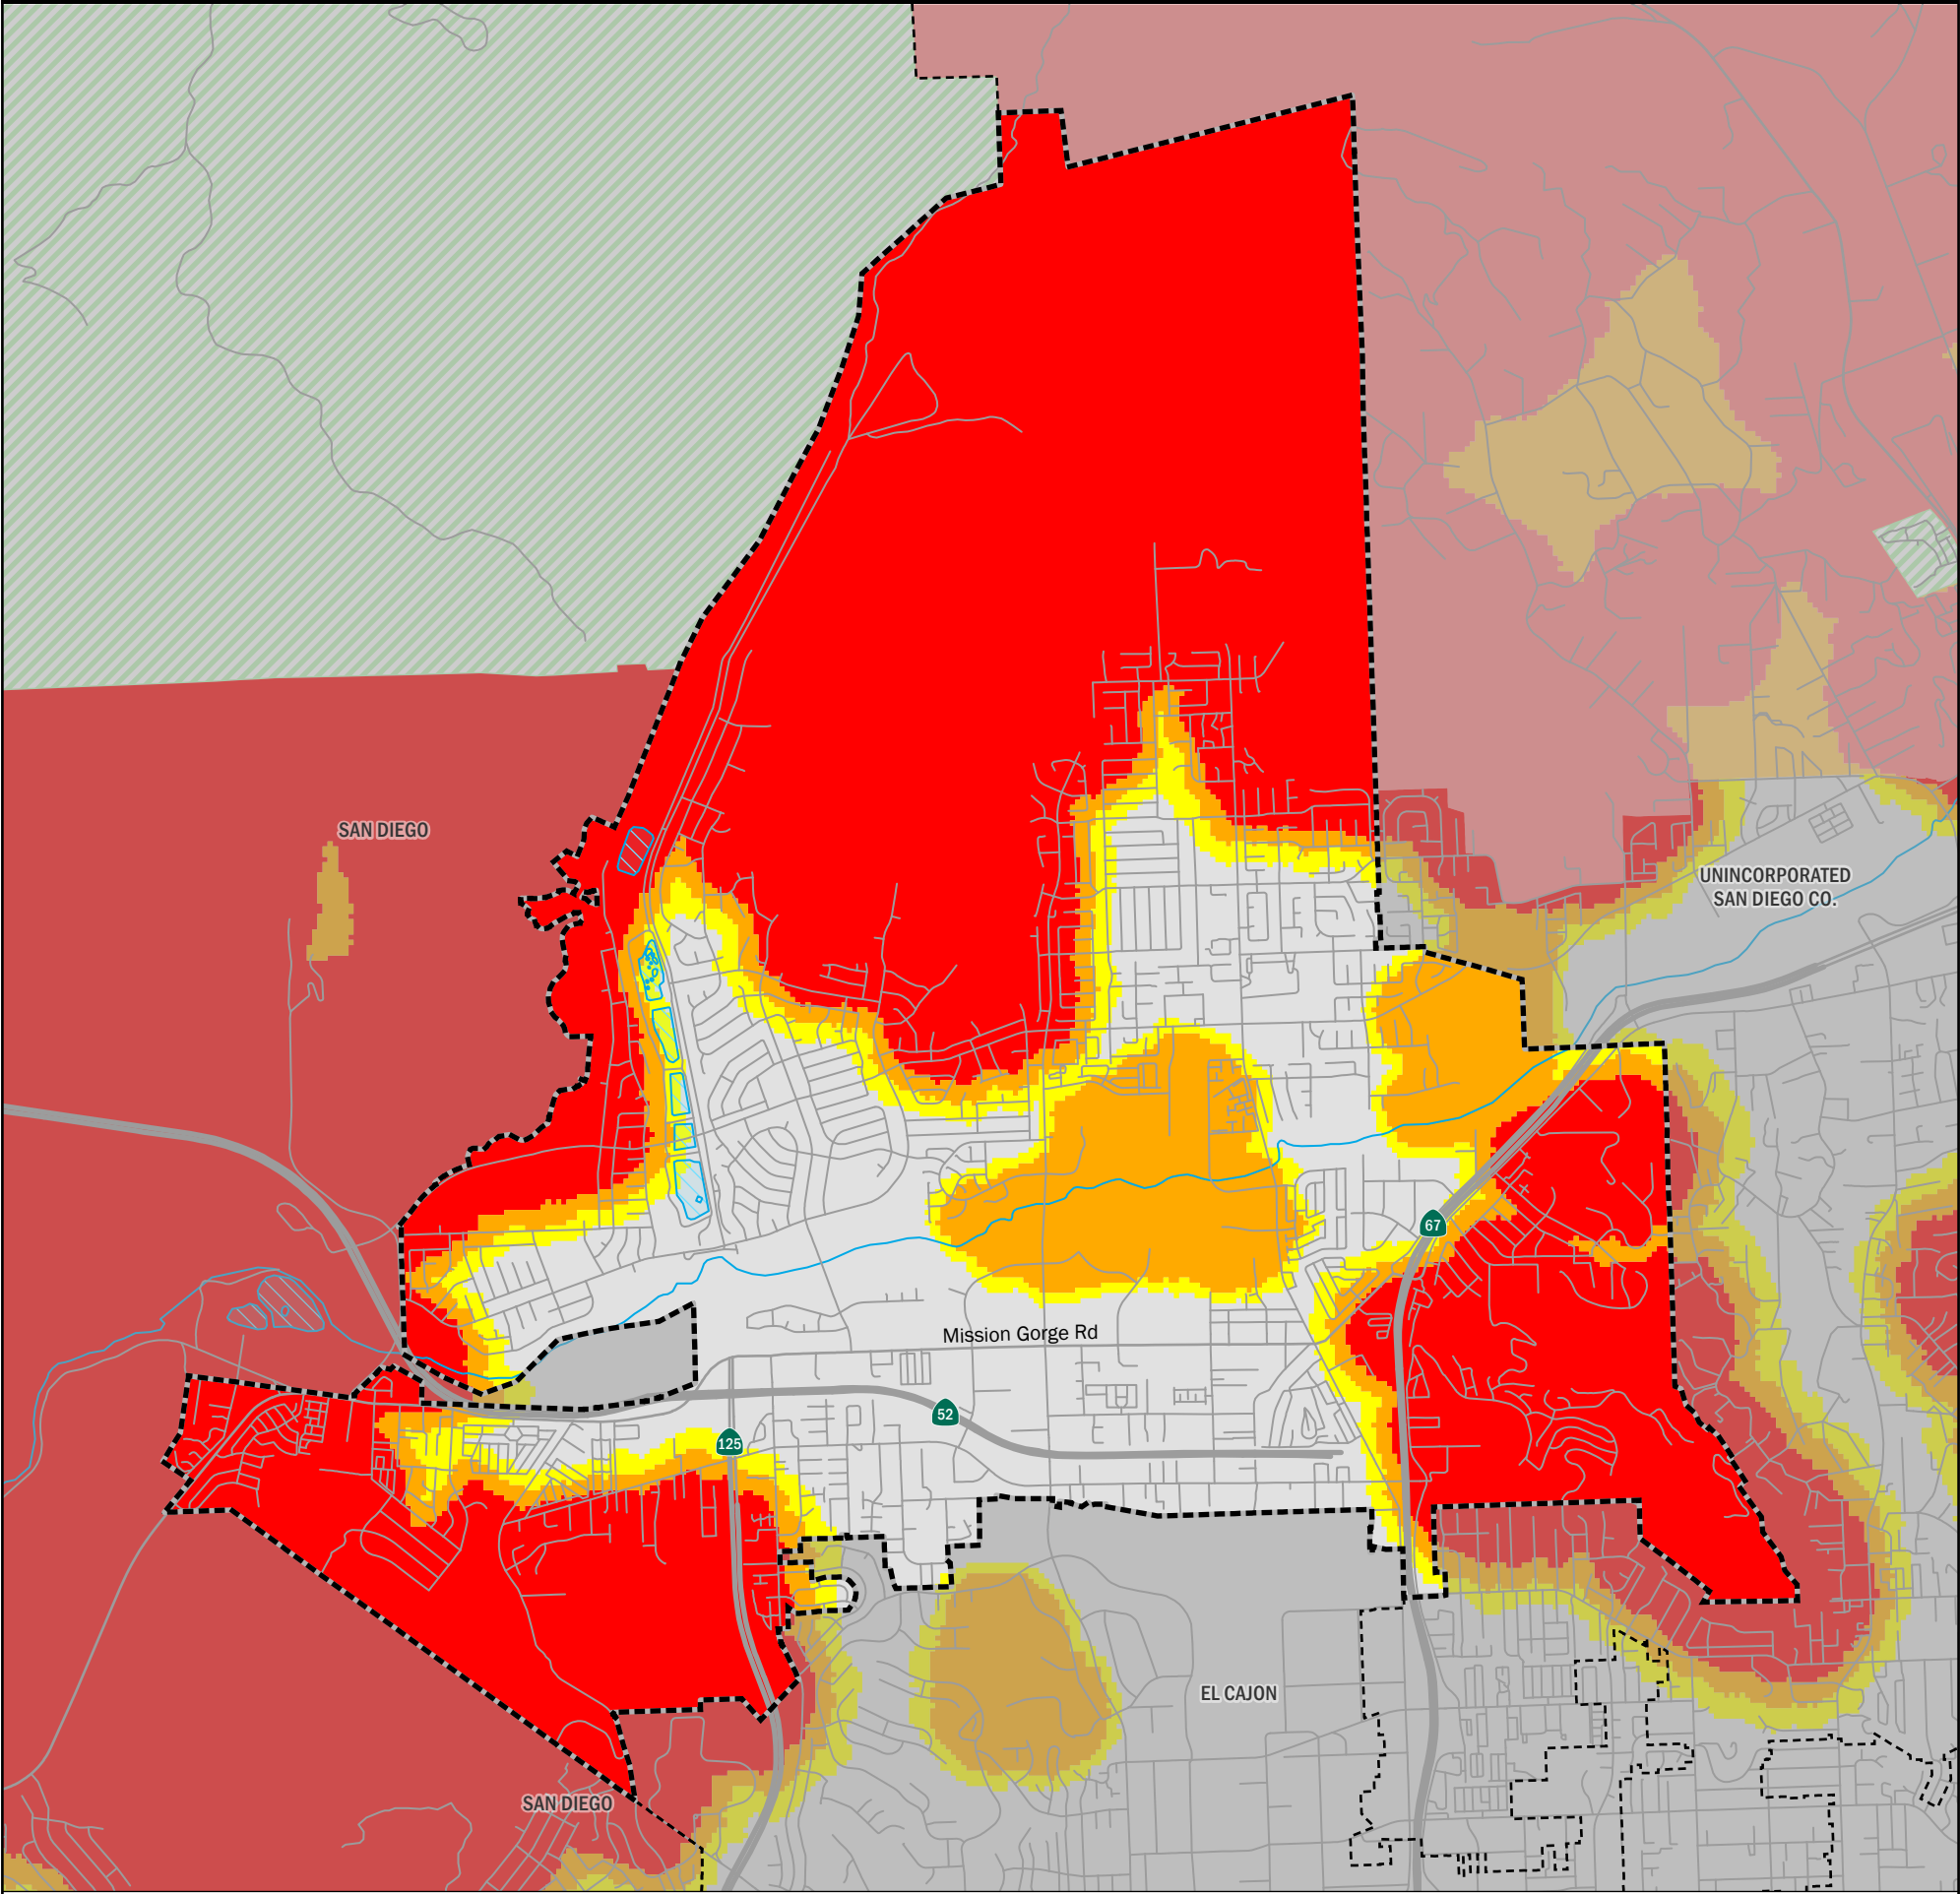 SAN DIEGO
UNINCORPORATED
SAN DIEGO CO.
67
Mission Gorge Rd
52
125
EL CAJON
SAN DIEGO